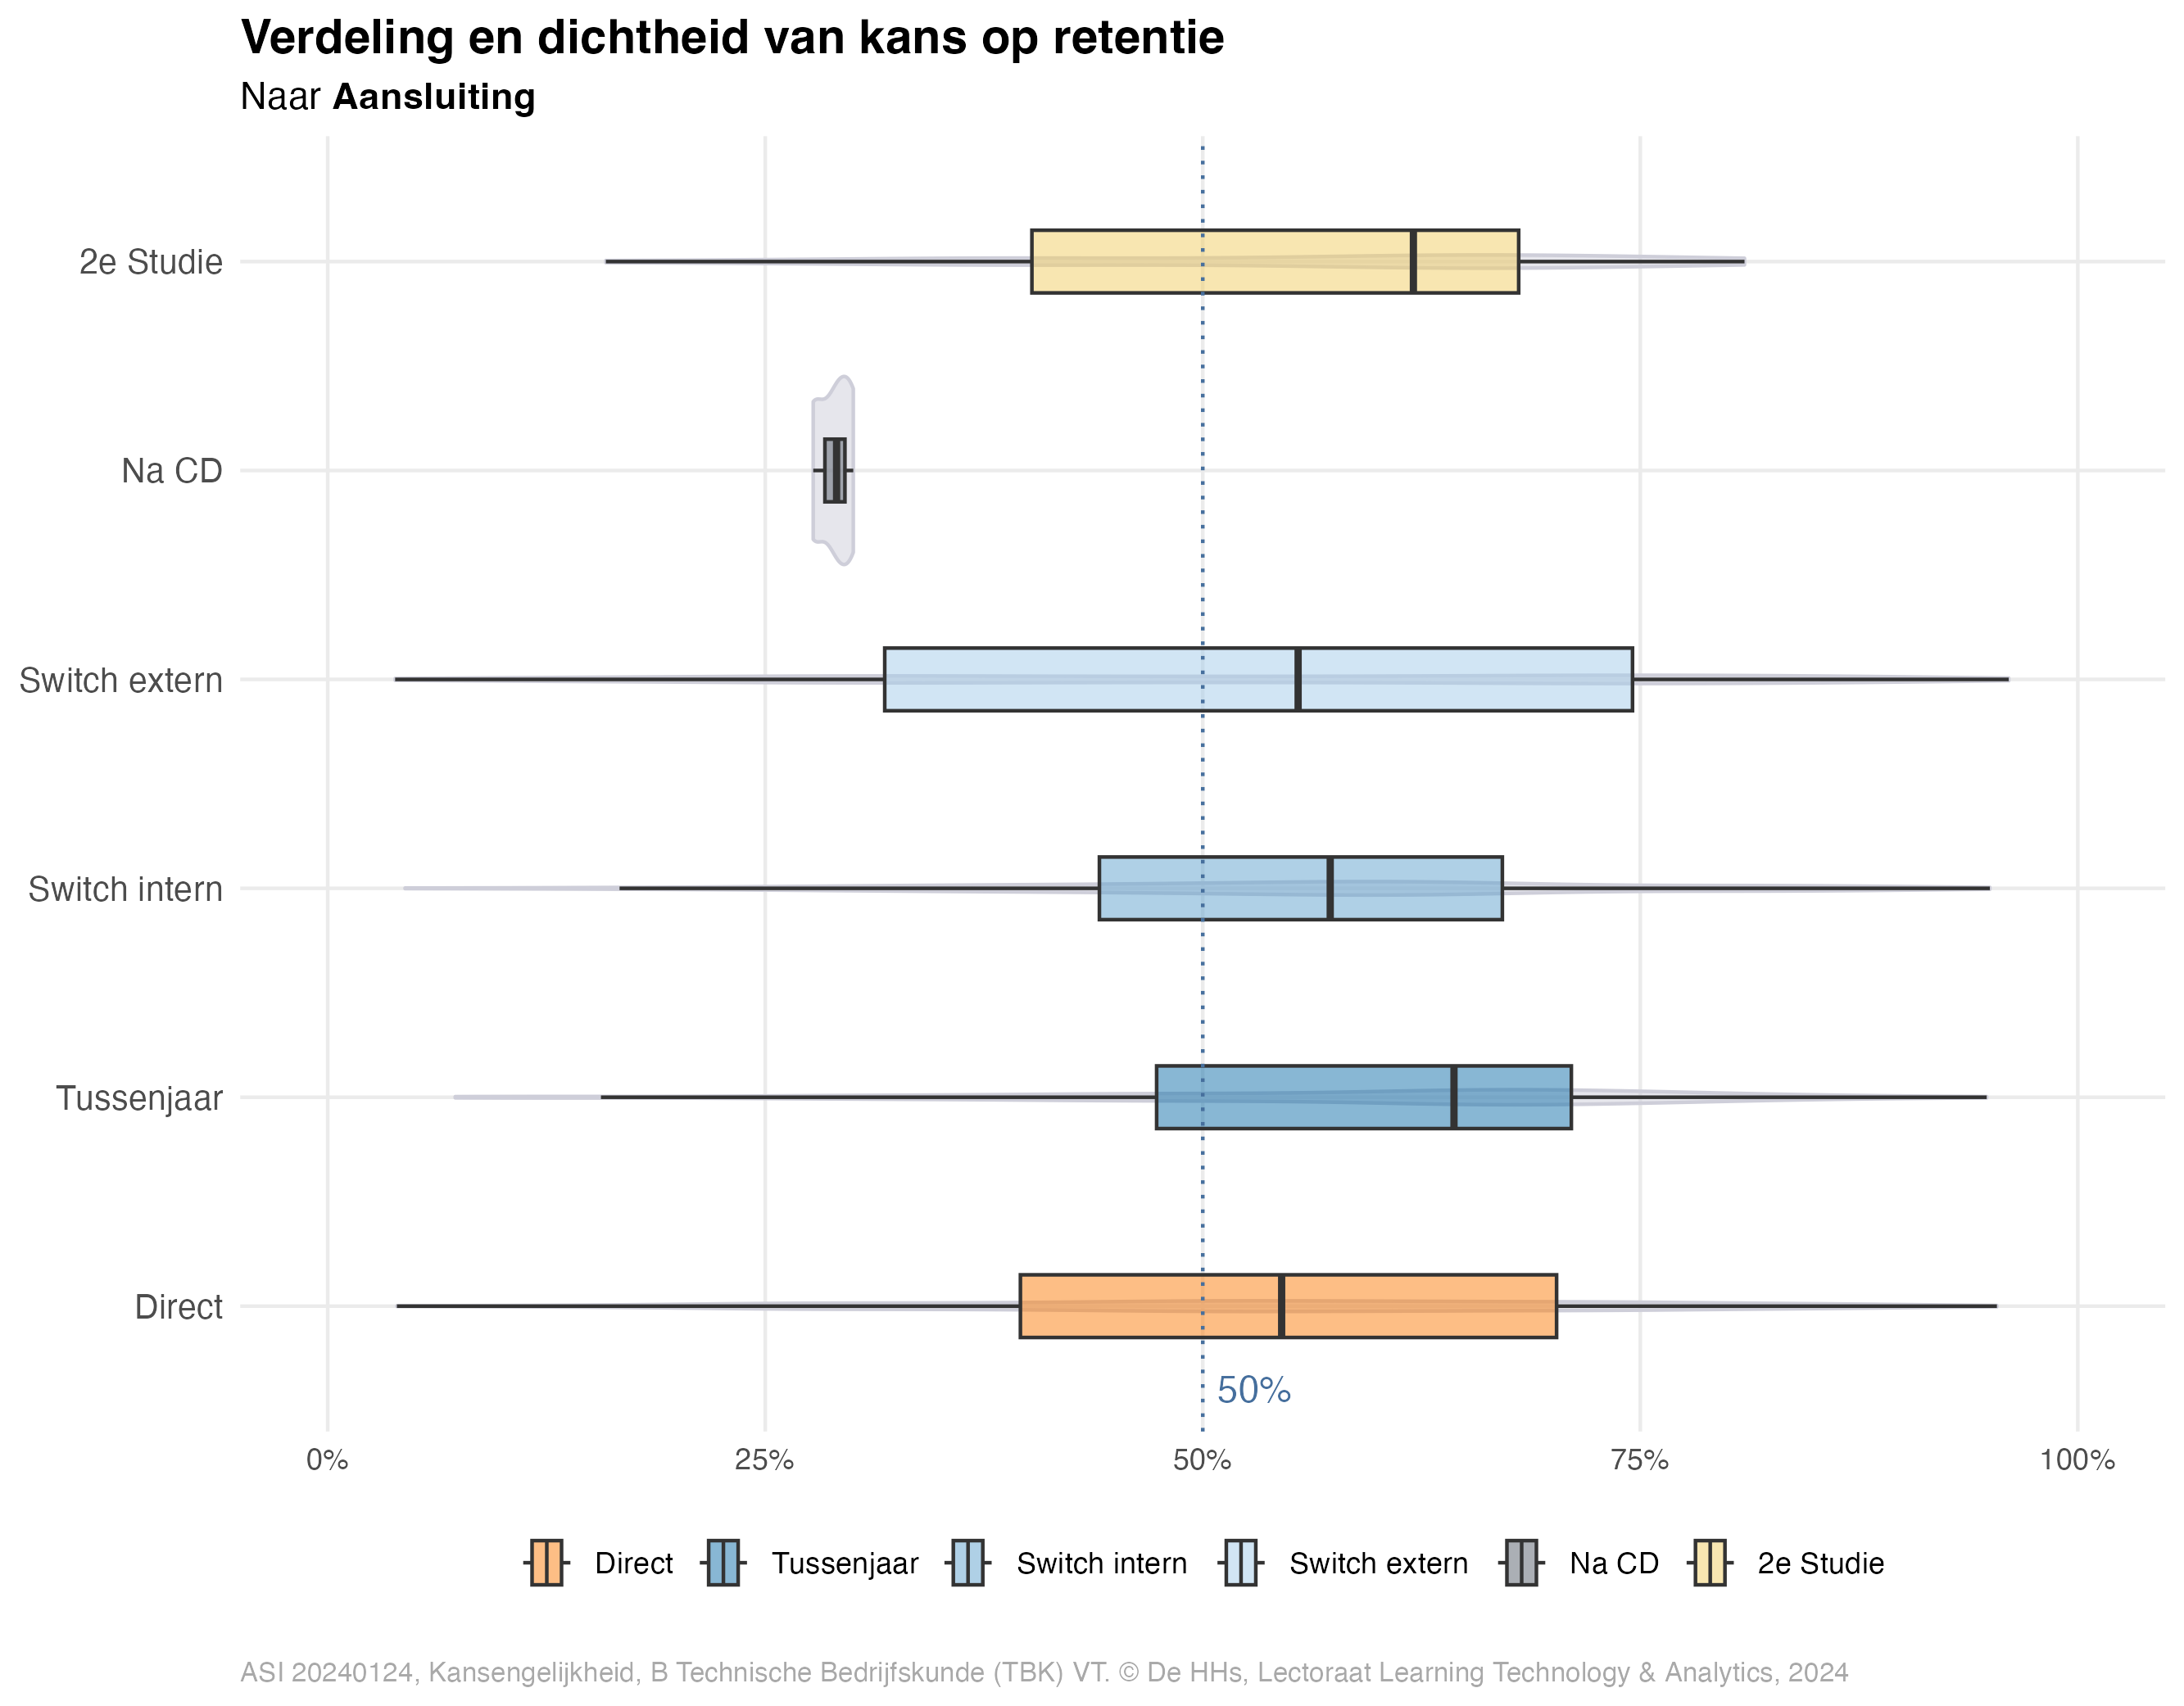 Verdeling en dichtheid van kans op retentie
Naar Aansluiting
2e Studie
Na CD
Switch extern
Switch intern
Tussenjaar
Direct
50%
0% 25% 50% 75% 100%
Direct Tussenjaar Switch intern Switch extern Na CD 2e Studie
ASI 20240124, Kansengelijkheid, B Technische Bedrijfskunde (TBK) VT. © De HHs, Lectoraat Learning Technology & Analytics, 2024